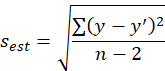 s_est = √(∑(y − y′)² / (n − 2))